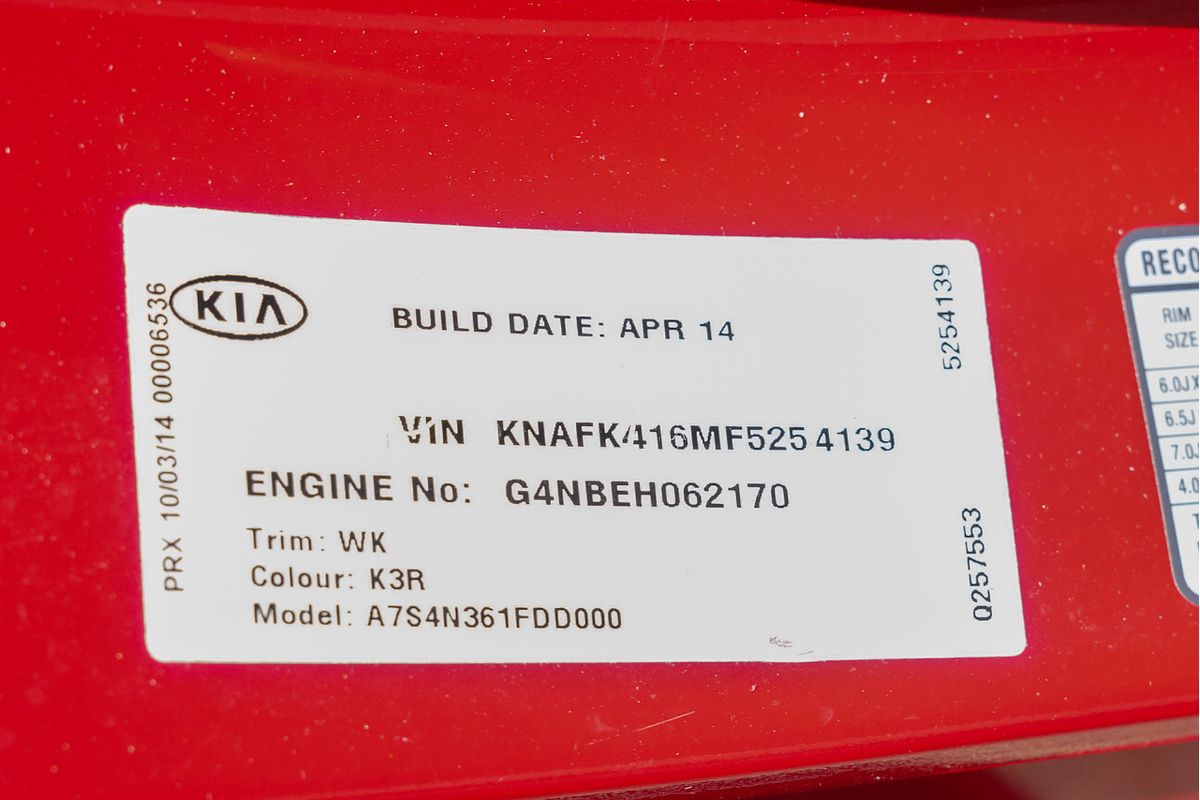 KIA
BUILD DATE: APR 14
VIN KNAFK416MF5254139
ENGINE No: G4NBEH062170
Trim: WK
Colour: K3R
Model: A7S4N361FDD000
PRX 10/03/14 00006536
5254139
Q257553
RECO
RIM
SIZE
6.0JX
6.5J
7.0J
4.0